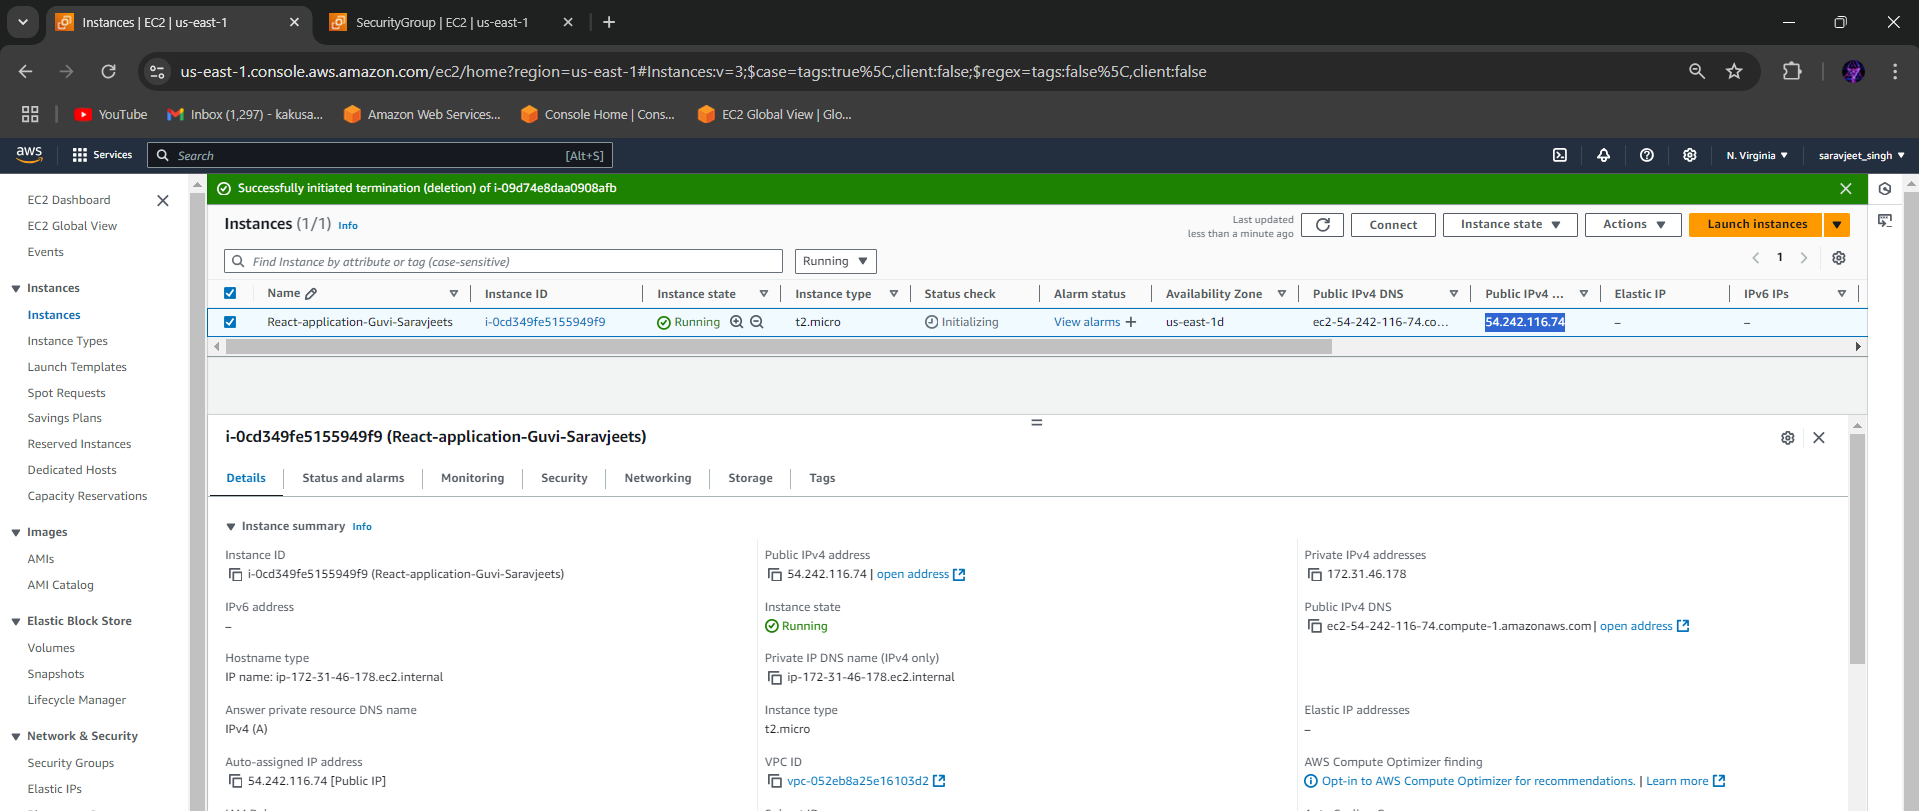 Instances | EC2 | us-east-1
SecurityGroup | EC2 | us-east-1
us-east-1.console.aws.amazon.com/ec2/home?region=us-east-1#Instances:v=3;$case=tags:true%5C,client:false;$regex=tags:false%5C,client:false
YouTube
Inbox (1,297) - kakusa...
Amazon Web Services...
Console Home | Cons...
EC2 Global View | Glo...
aws
Services
Search
[Alt+S]
N. Virginia
saravjeet_singh
EC2 Dashboard
EC2 Global View
Events
Instances
Instances
Instance Types
Launch Templates
Spot Requests
Savings Plans
Reserved Instances
Dedicated Hosts
Capacity Reservations
Images
AMIs
AMI Catalog
Elastic Block Store
Volumes
Snapshots
Lifecycle Manager
Network & Security
Security Groups
Elastic IPs
Successfully initiated termination (deletion) of i-09d74e8daa0908afb
Instances (1/1) Info
Last updated
less than a minute ago
Connect
Instance state
Actions
Launch instances
Find Instance by attribute or tag (case-sensitive)
Running
1
Name
Instance ID
Instance state
Instance type
Status check
Alarm status
Availability Zone
Public IPv4 DNS
Public IPv4 ...
Elastic IP
IPv6 IPs
React-application-Guvi-Saravjeets
i-0cd349fe5155949f9
Running
t2.micro
Initializing
View alarms +
us-east-1d
ec2-54-242-116-74.co...
54.242.116.74
–
–
i-0cd349fe5155949f9 (React-application-Guvi-Saravjeets)
Details
Status and alarms
Monitoring
Security
Networking
Storage
Tags
Instance summary Info
Instance ID
i-0cd349fe5155949f9 (React-application-Guvi-Saravjeets)
Public IPv4 address
54.242.116.74 | open address
Private IPv4 addresses
172.31.46.178
IPv6 address
–
Instance state
Running
Public IPv4 DNS
ec2-54-242-116-74.compute-1.amazonaws.com | open address
Hostname type
IP name: ip-172-31-46-178.ec2.internal
Private IP DNS name (IPv4 only)
ip-172-31-46-178.ec2.internal
Answer private resource DNS name
IPv4 (A)
Instance type
t2.micro
Elastic IP addresses
–
Auto-assigned IP address
54.242.116.74 [Public IP]
VPC ID
vpc-052eb8a25e16103d2
AWS Compute Optimizer finding
Opt-in to AWS Compute Optimizer for recommendations. | Learn more